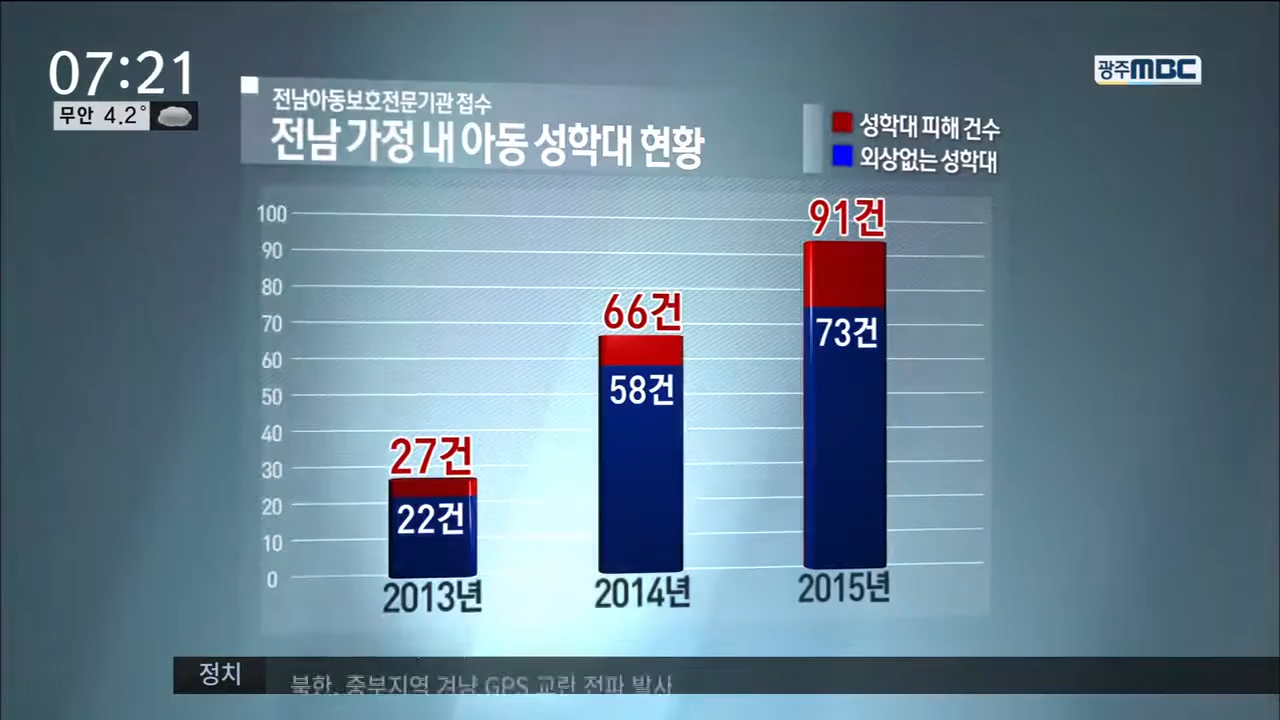 07:21
무안 4.2°
광주MBC
전남아동보호전문기관 접수
전남 가정 내 아동 성학대 현황
성학대 피해 건수
외상없는 성학대
100
90
80
70
60
50
40
30
20
10
0
27건
22건
2013년
66건
58건
2014년
91건
73건
2015년
정치
북한, 중부지역 겨냥 GPS 교란 전파 발사